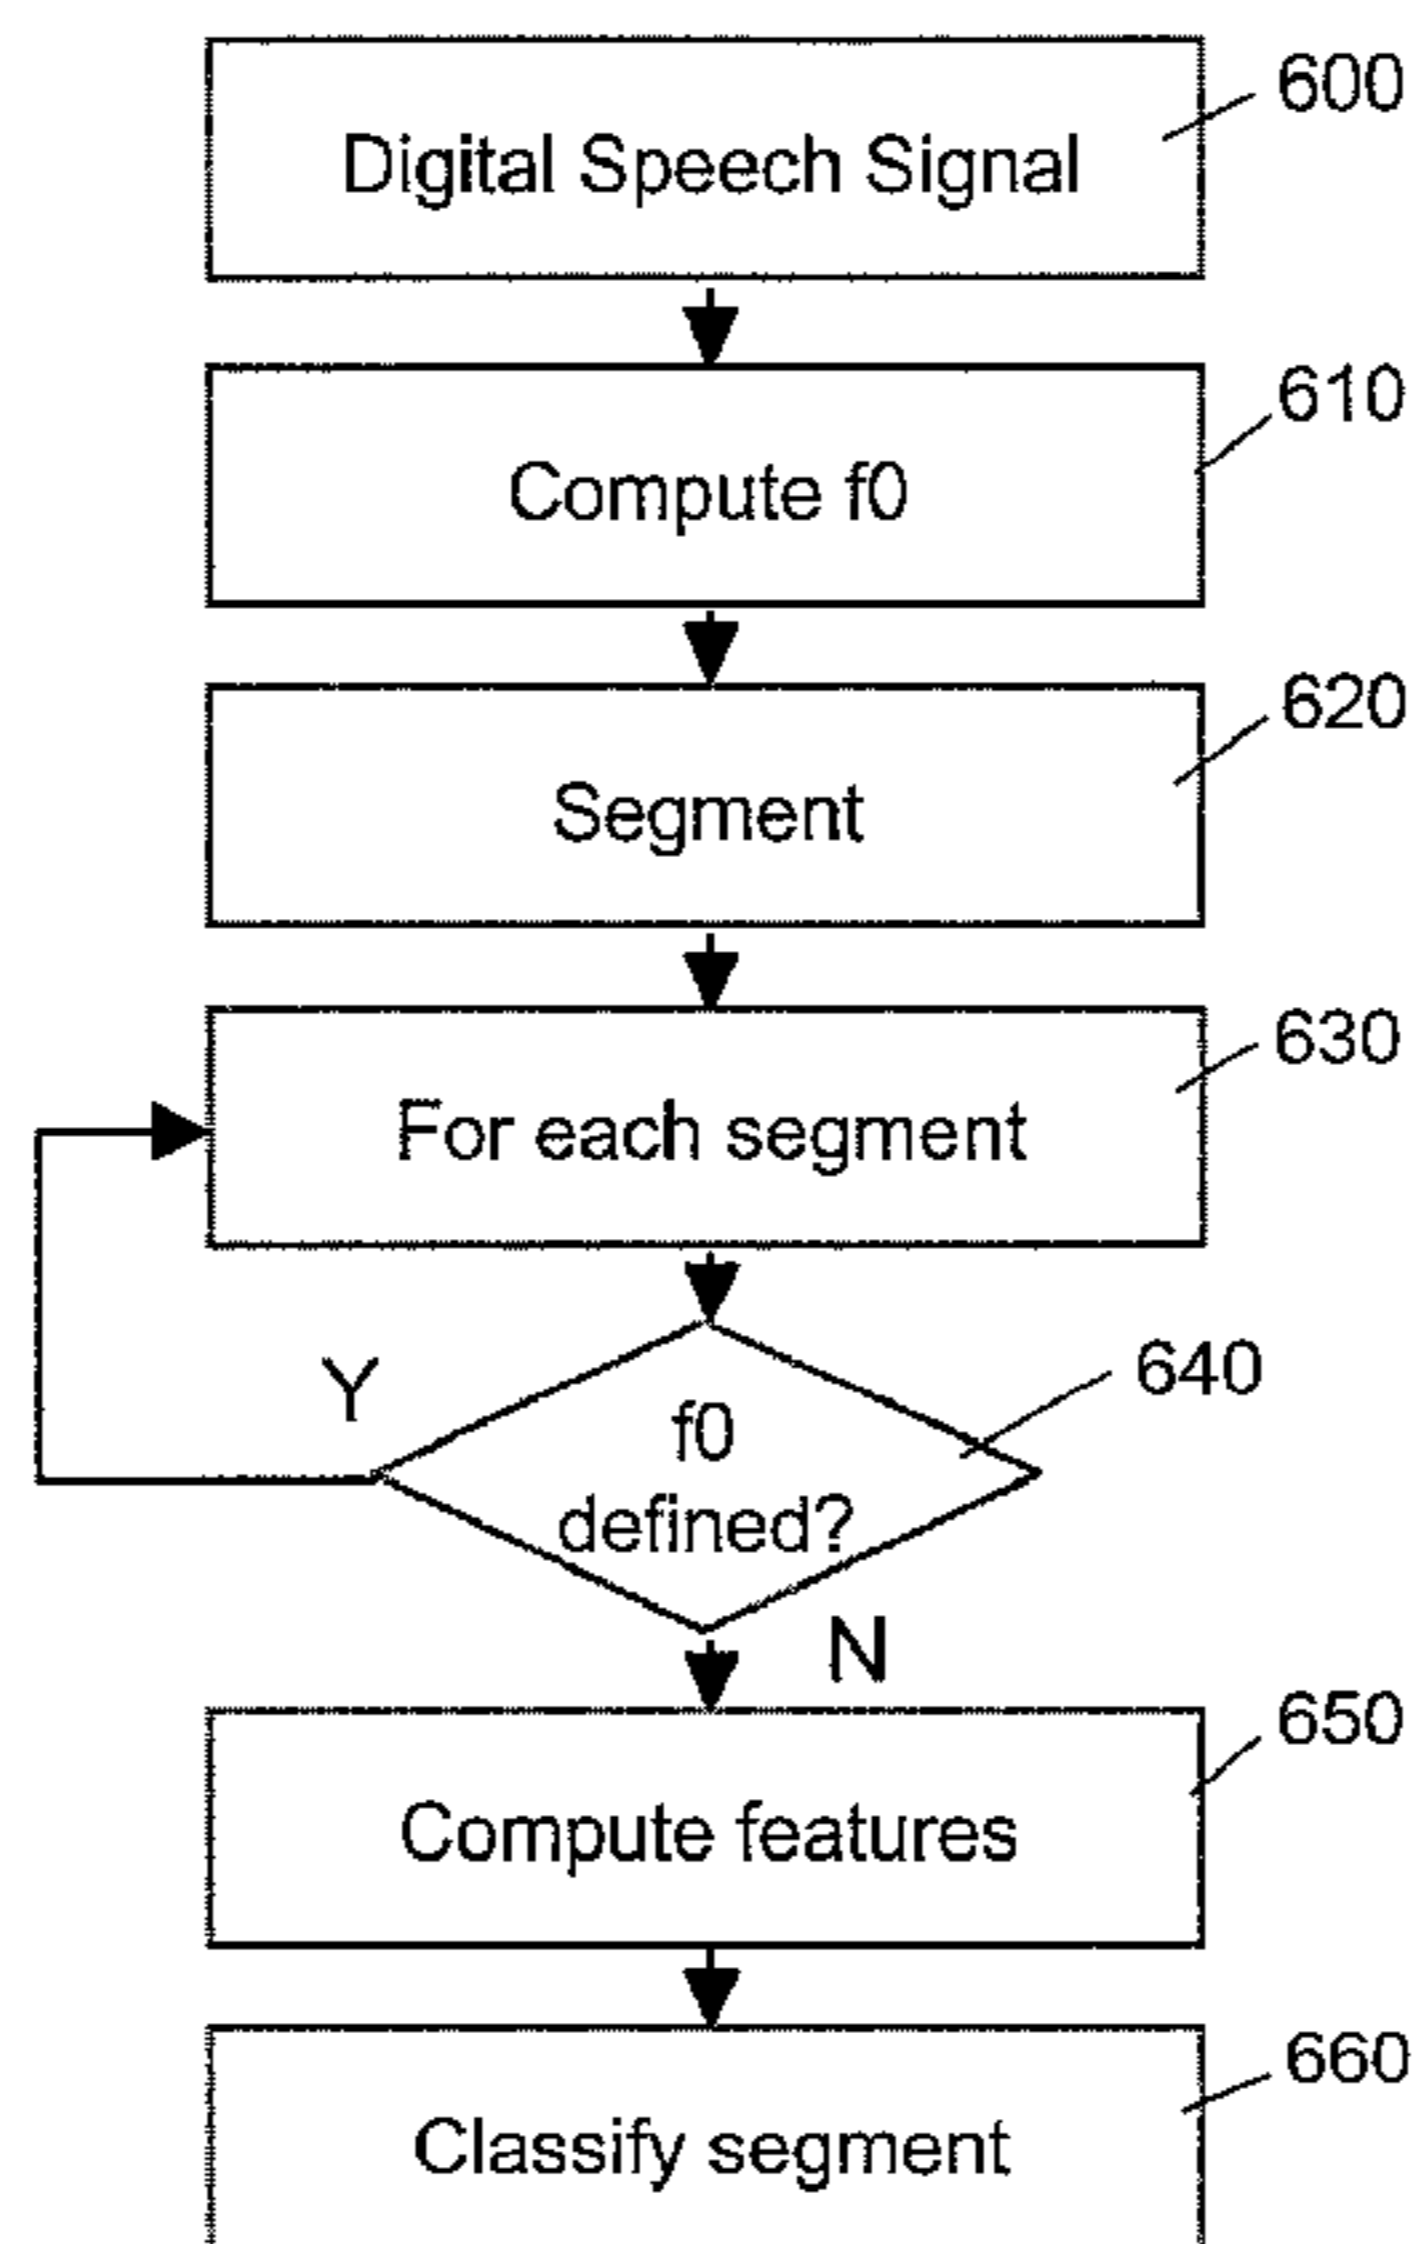 600
Digital Speech Signal
610
Compute f0
620
Segment
630
For each segment
640
Y
f0
defined?
N
650
Compute features
660
Classify segment